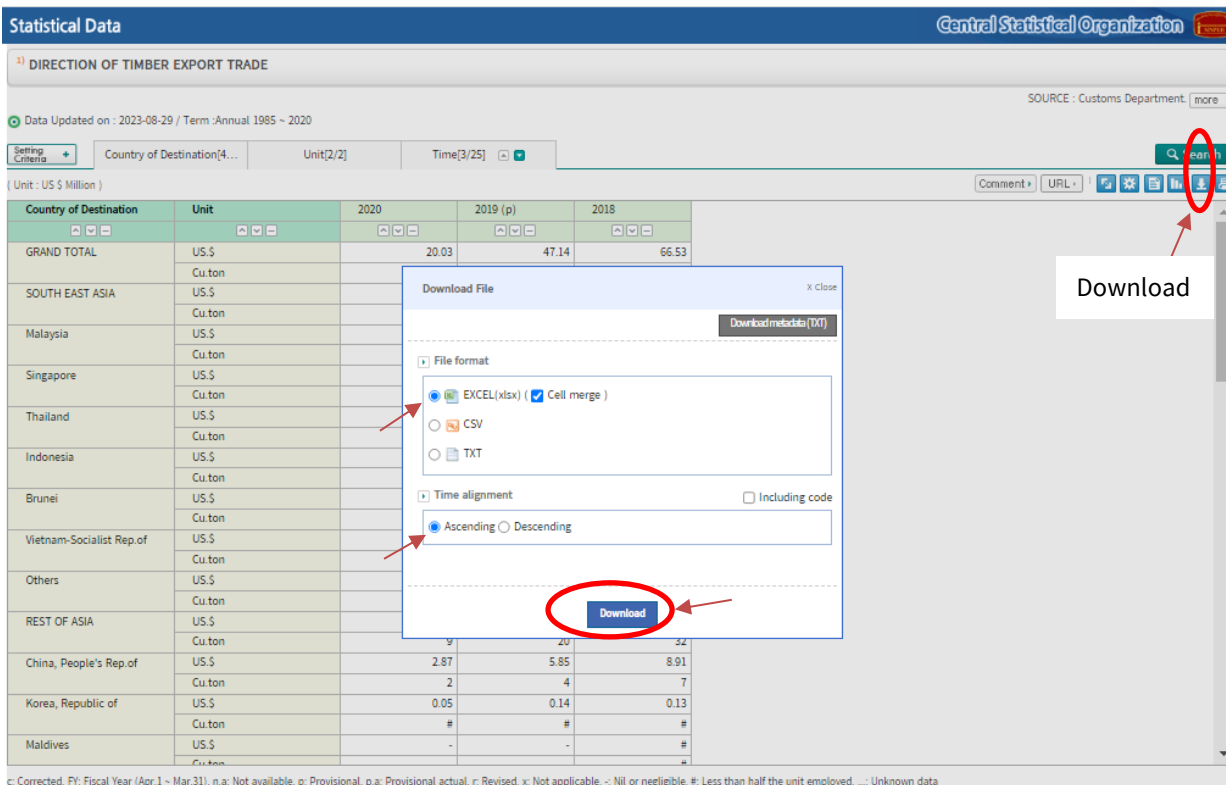 Statistical Data
Central Statistical Organization
1) DIRECTION OF TIMBER EXPORT TRADE
SOURCE : Customs Department. more
Data Updated on : 2023-08-29 / Term :Annual 1985 ~ 2020
Setting Criteria + Country of Destination[4... Unit[2/2] Time[3/25] Search
( Unit : US $ Million ) Comment URL
Country of Destination Unit 2020 2019 (p) 2018
GRAND TOTAL US.$ 20.03 47.14 66.53
Cu.ton
SOUTH EAST ASIA US.$
Cu.ton
Malaysia US.$
Cu.ton
Singapore US.$
Cu.ton
Thailand US.$
Cu.ton
Indonesia US.$
Cu.ton
Brunei US.$
Cu.ton
Vietnam-Socialist Rep.of US.$
Cu.ton
Others US.$
Cu.ton
REST OF ASIA US.$
Cu.ton 9 20 32
China, People's Rep.of US.$ 2.87 5.85 8.91
Cu.ton 2 4 7
Korea, Republic of US.$ 0.05 0.14 0.13
Cu.ton # # #
Maldives US.$ - - #
Cu.ton #
Download File X Close
Download metadata (TXT)
File format
EXCEL(xlsx) ( Cell merge )
CSV
TXT
Time alignment Including code
Ascending Descending
Download
Download
c: Corrected, FY: Fiscal Year (Apr.1 ~ Mar.31), n.a: Not available, p: Provisional, p.a: Provisional actual, r: Revised, x: Not applicable, -: Nil or negligible, #: Less than half the unit employed, ...: Unknown data